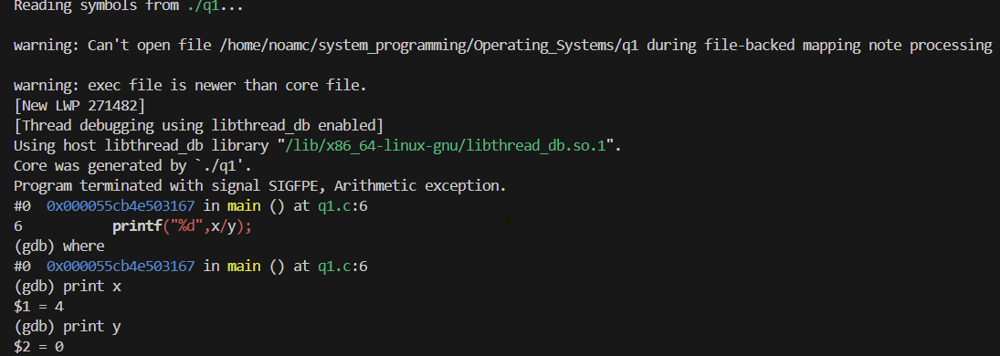 Reading symbols from ./q1...
warning: Can't open file /home/noamc/system_programming/Operating_Systems/q1 during file-backed mapping note processing
warning: exec file is newer than core file.
[New LWP 271482]
[Thread debugging using libthread_db enabled]
Using host libthread_db library "/lib/x86_64-linux-gnu/libthread_db.so.1".
Core was generated by `./q1'.
Program terminated with signal SIGFPE, Arithmetic exception.
#0  0x000055cb4e503167 in main () at q1.c:6
6           printf("%d",x/y);
(gdb) where
#0  0x000055cb4e503167 in main () at q1.c:6
(gdb) print x
$1 = 4
(gdb) print y
$2 = 0